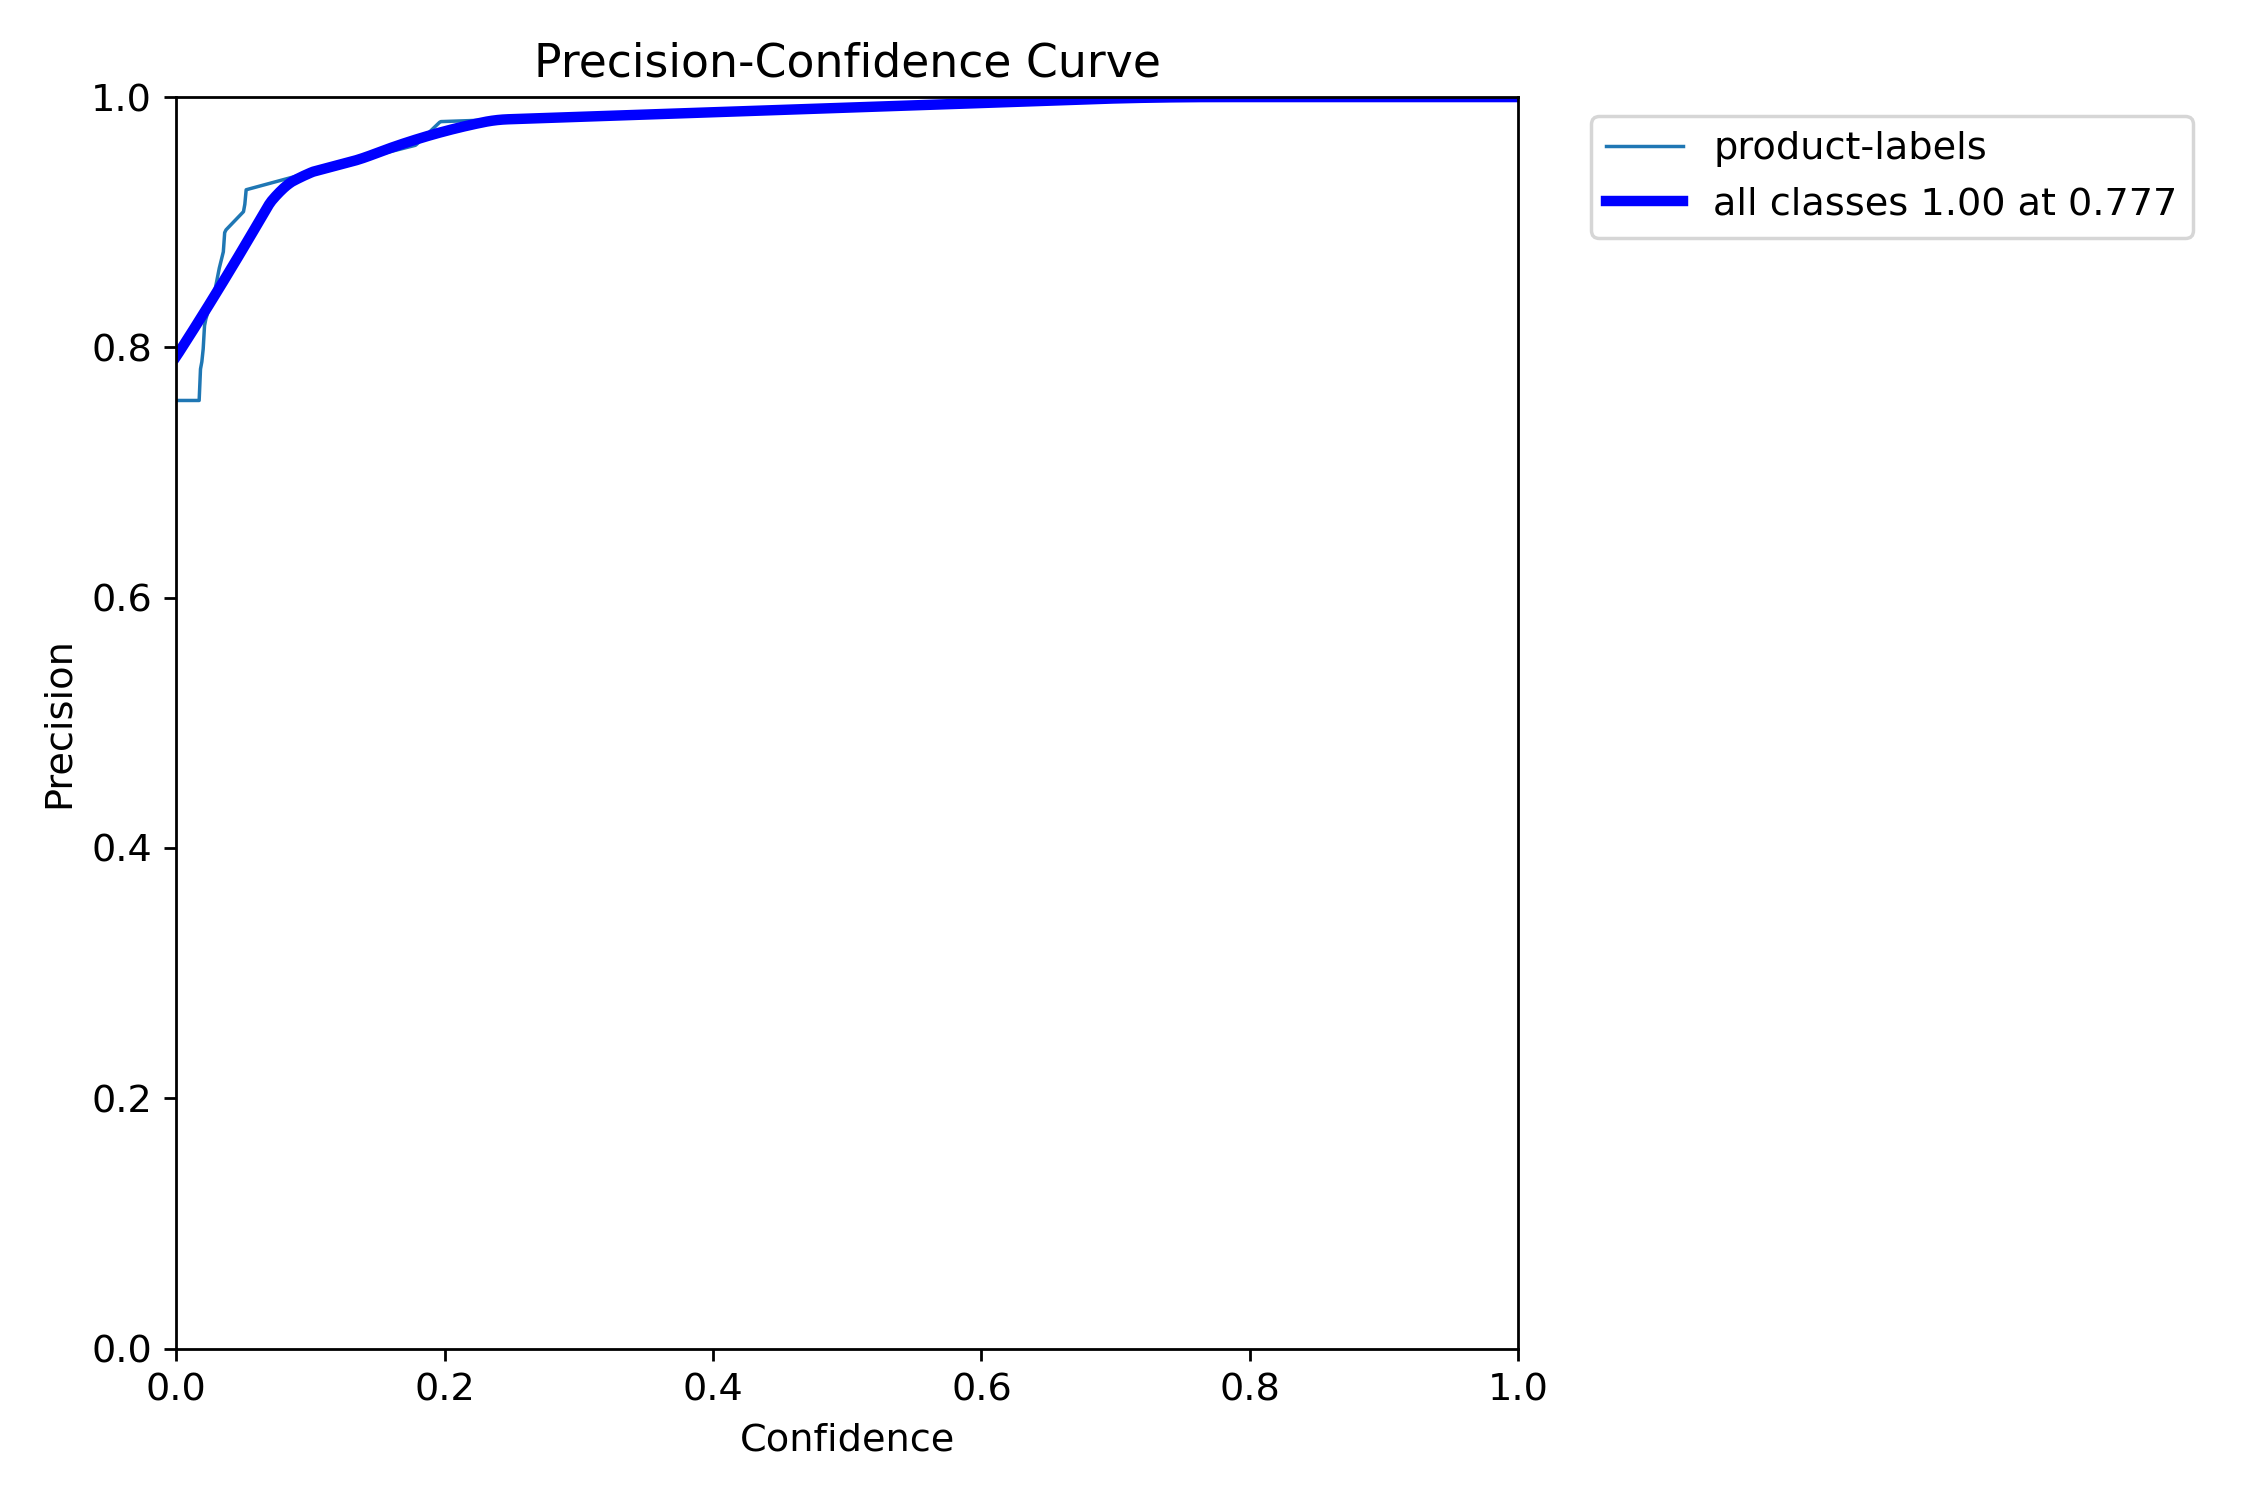 Precision-Confidence Curve
1.0
0.8
0.6
0.4
0.2
0.0
Precision
0.0 0.2 0.4 0.6 0.8 1.0
Confidence
product-labels
all classes 1.00 at 0.777